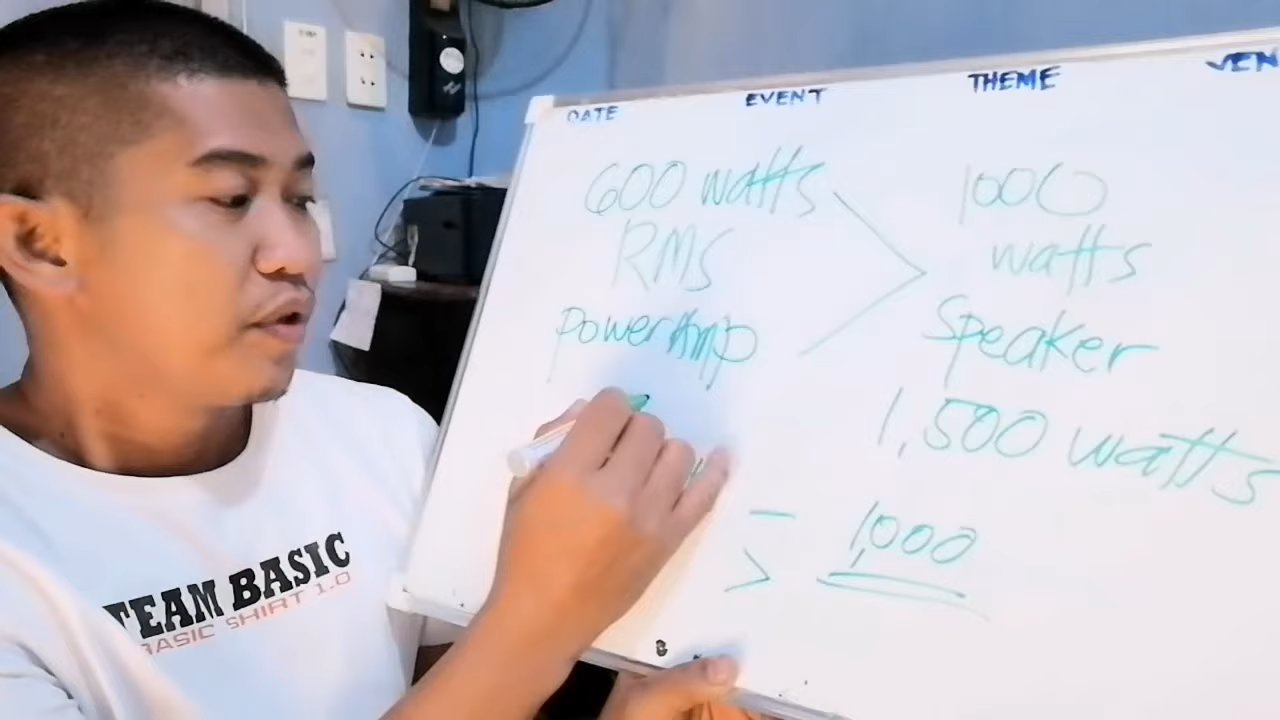 DATE EVENT THEME VEN
600 watts
RMS
Power Amp
1000
watts
Speaker
1,500 watts
1,000
TEAM BASIC
BASIC SHIRT 1.0